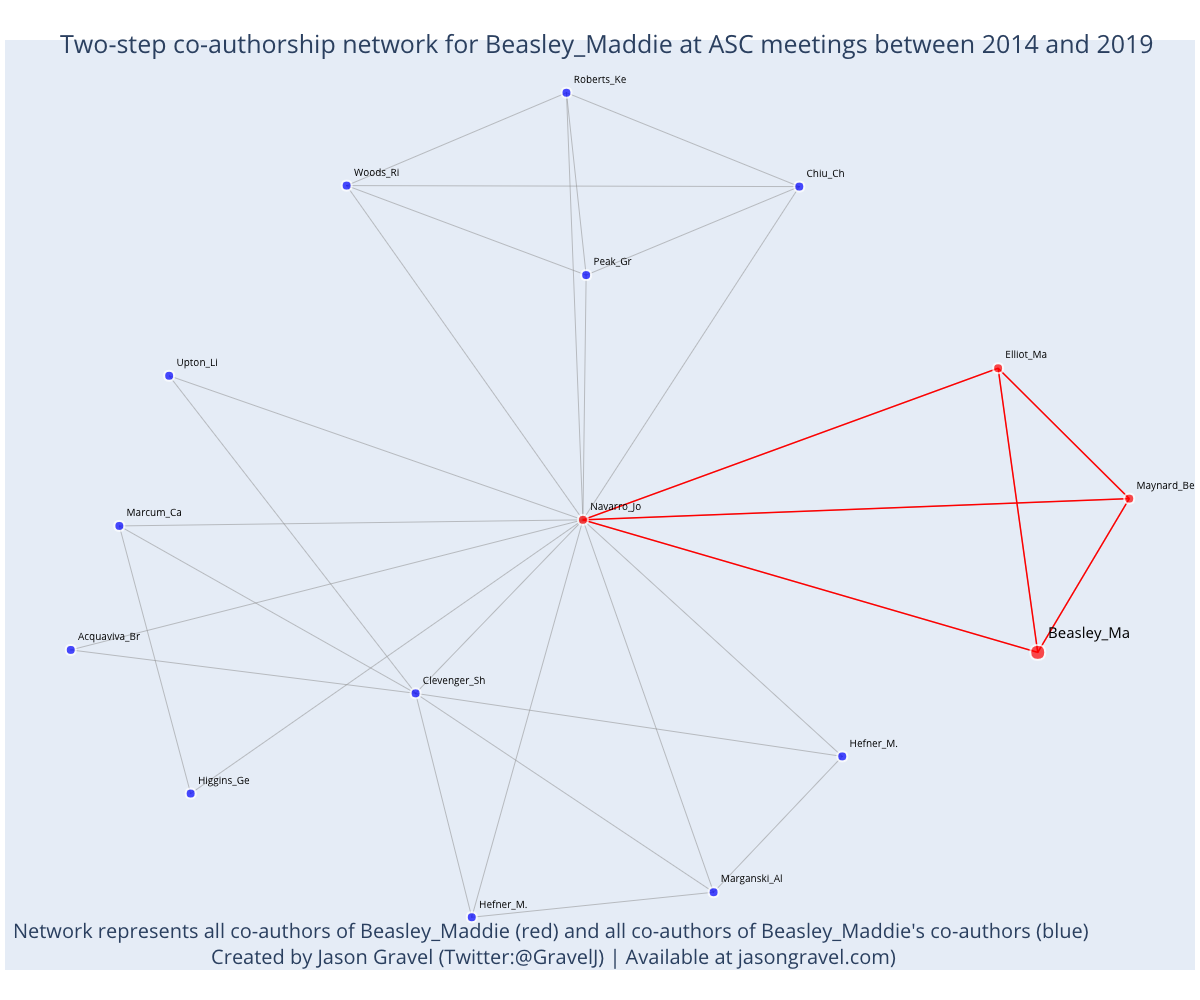 Two-step co-authorship network for Beasley_Maddie at ASC meetings between 2014 and 2019
Roberts_Ke
Woods_Ri
Chiu_Ch
Peak_Gr
Elliot_Ma
Upton_Li
Maynard_Be
Navarro_Jo
Marcum_Ca
Beasley_Ma
Acquaviva_Br
Clevenger_Sh
Hefner_M.
Higgins_Ge
Marganski_Al
Hefner_M.
Network represents all co-authors of Beasley_Maddie (red) and all co-authors of Beasley_Maddie's co-authors (blue)
Created by Jason Gravel (Twitter:@GravelJ) | Available at jasongravel.com)